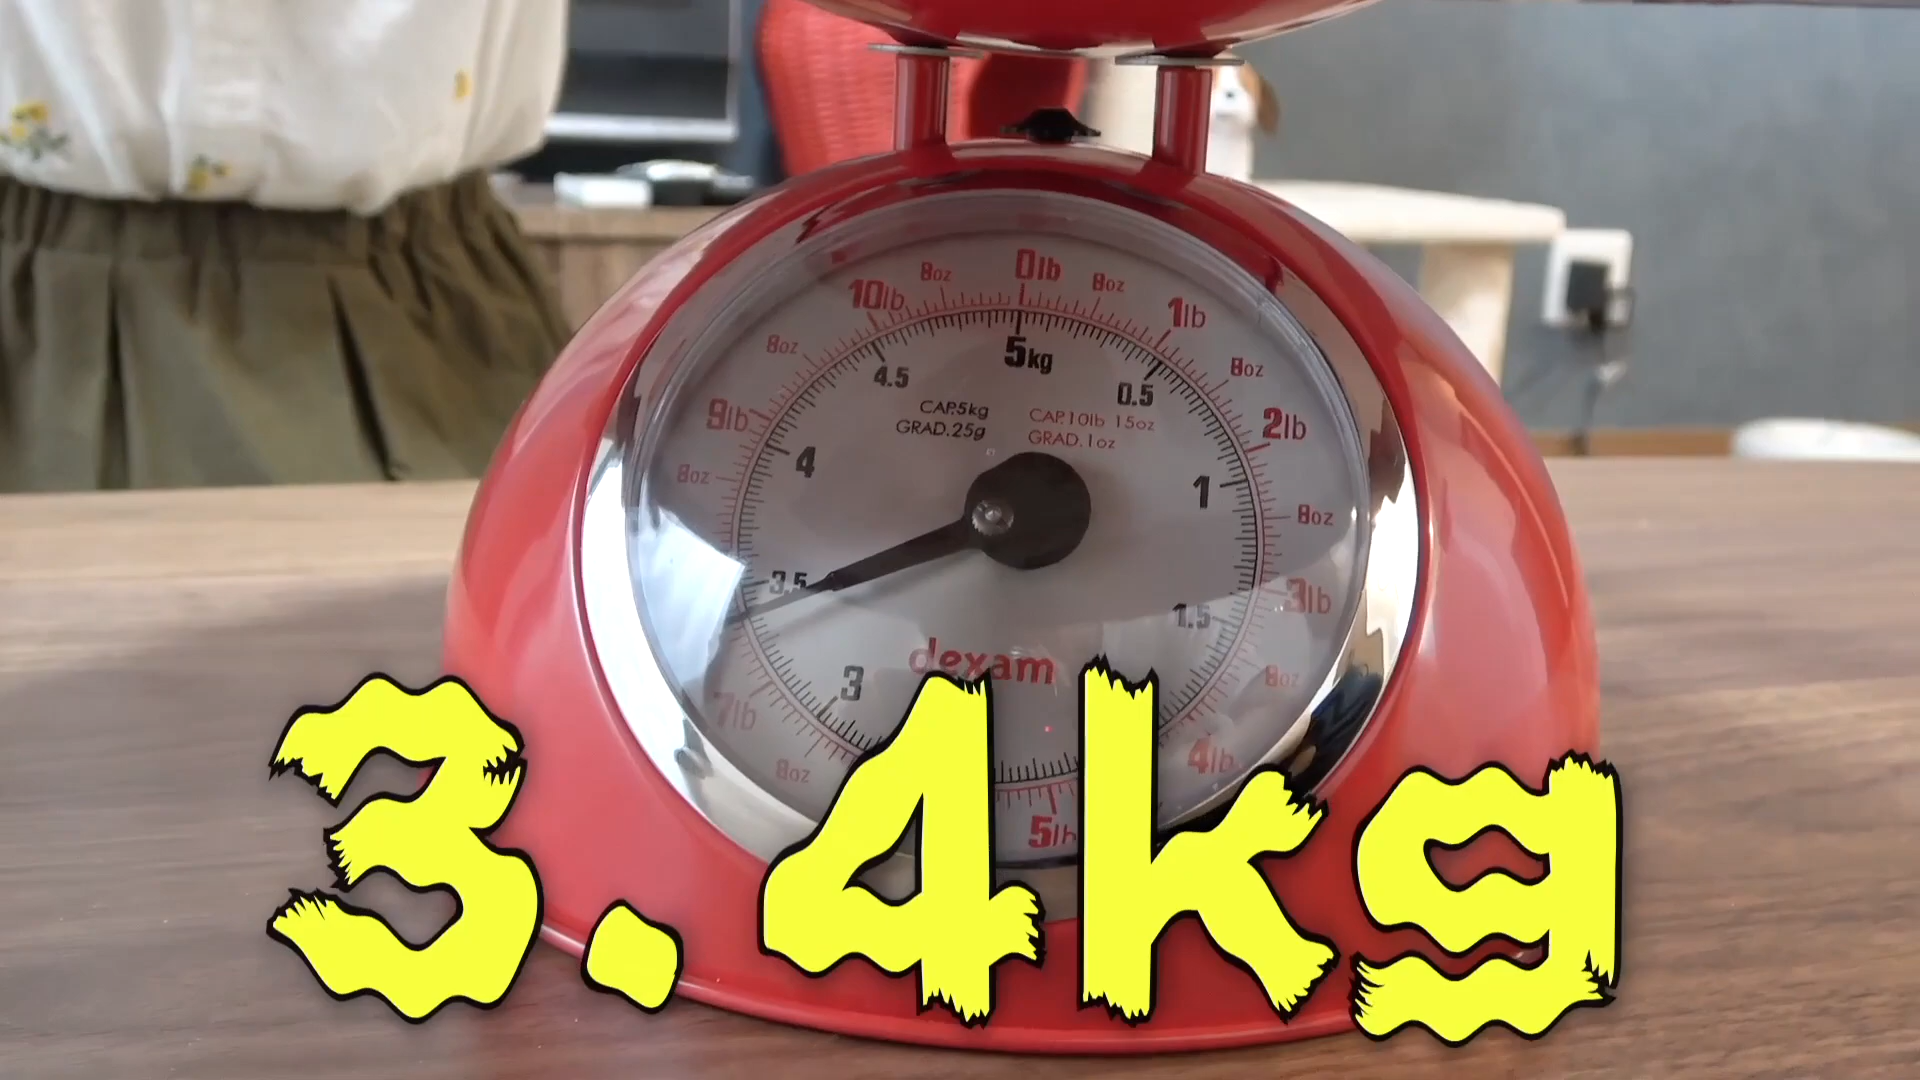 0lb
8oz
8oz
10lb
1lb
8oz
5kg
8oz
4.5
0.5
CAP.5kg
CAP.10lb 15oz
9lb
2lb
GRAD.25g
GRAD.1oz
4
8oz
1
8oz
3.5
3lb
1.5
dexam
3
8oz
7lb
4lb
8oz
5lb
3.4kg